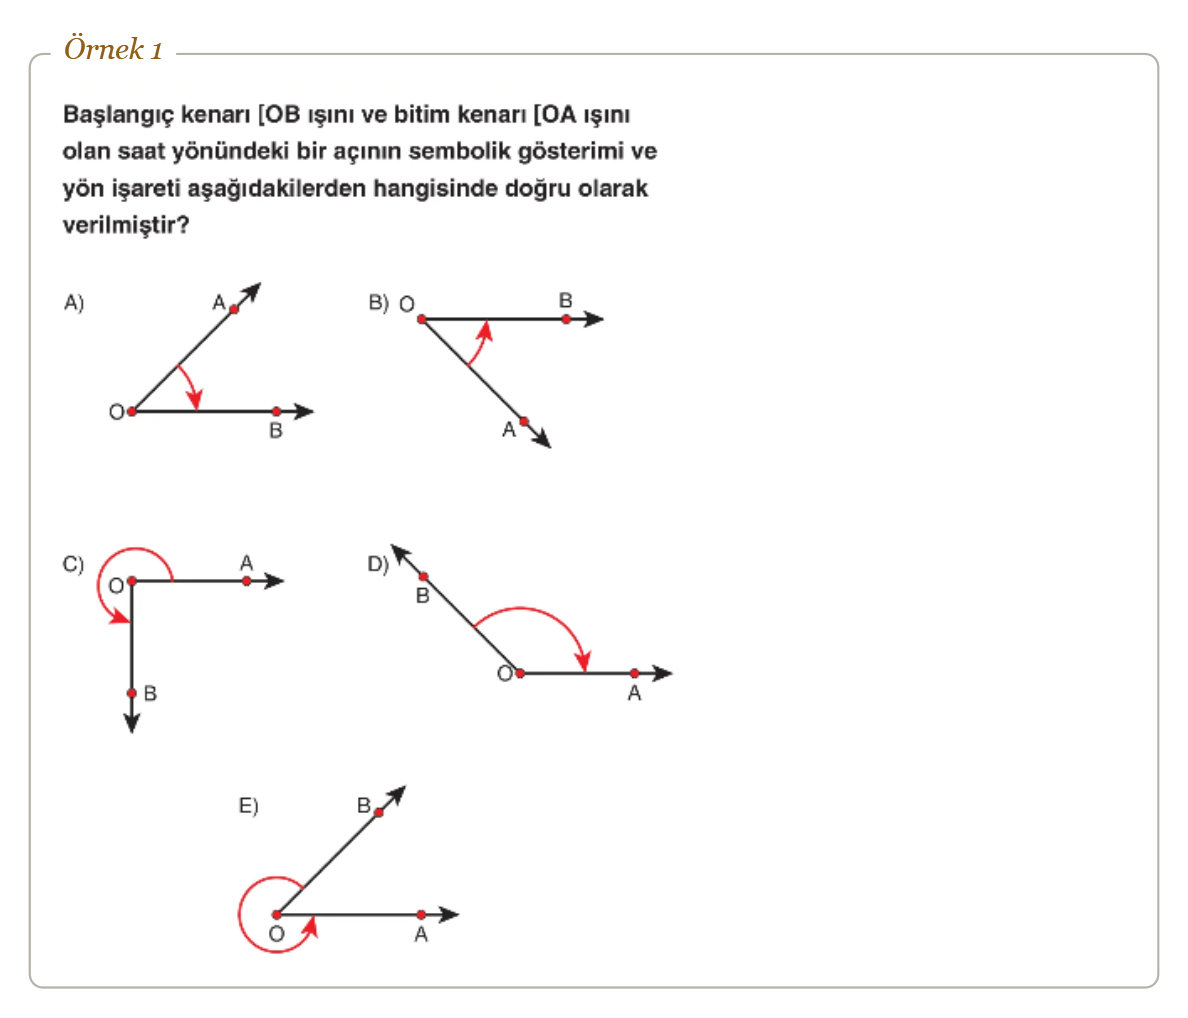 Örnek 1
Başlangıç kenarı [OB ışını ve bitim kenarı [OA ışını
olan saat yönündeki bir açının sembolik gösterimi ve
yön işareti aşağıdakilerden hangisinde doğru olarak
verilmiştir?
A)
A
O
B
B)
O
B
A
C)
A
O
B
D)
B
O
A
E)
B
O
A